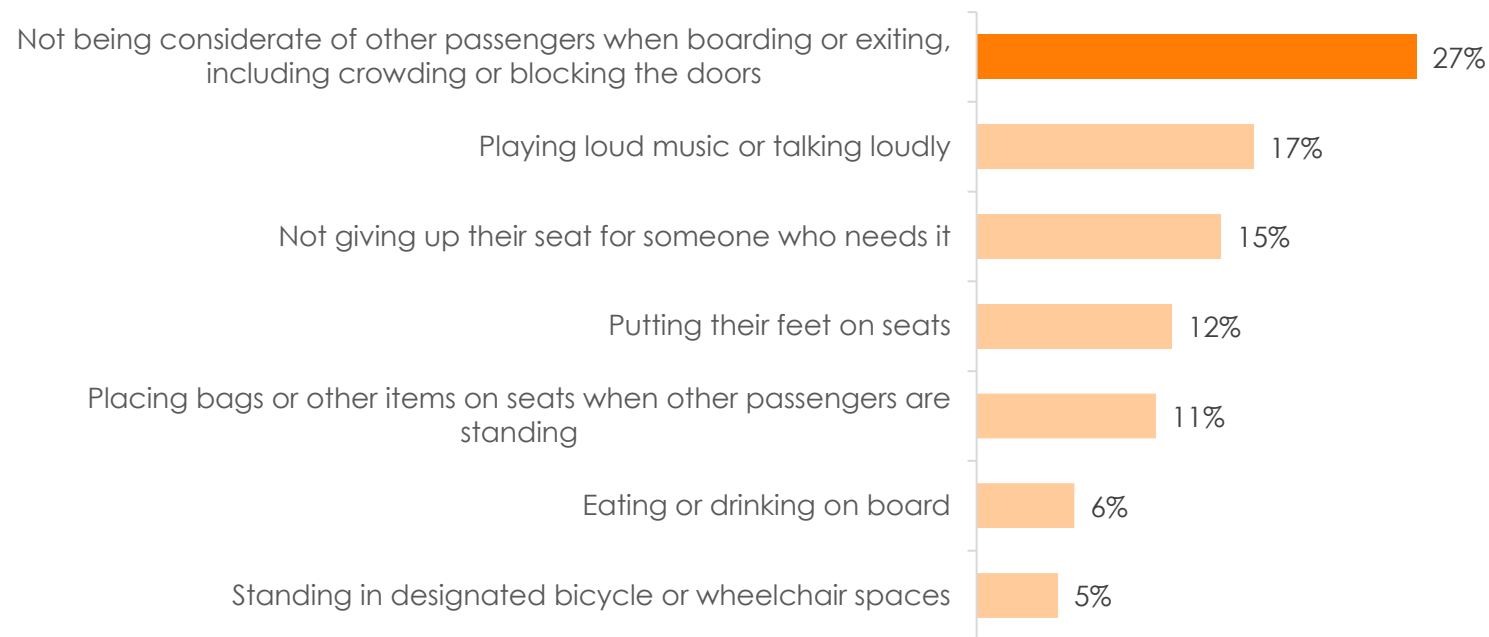 Not being considerate of other passengers when boarding or exiting,
including crowding or blocking the doors
27%
Playing loud music or talking loudly
17%
Not giving up their seat for someone who needs it
15%
Putting their feet on seats
12%
Placing bags or other items on seats when other passengers are
standing
11%
Eating or drinking on board
6%
Standing in designated bicycle or wheelchair spaces
5%